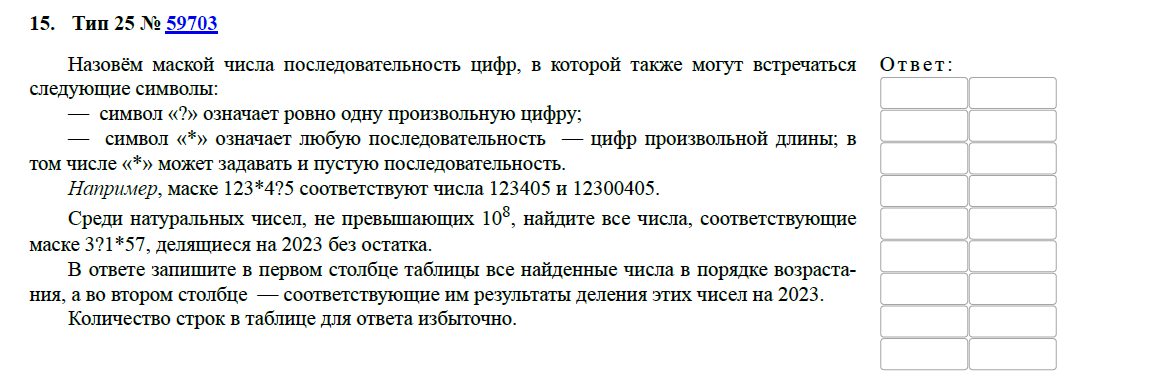 15. Тип 25 № 59703
Назовём маской числа последовательность цифр, в которой также могут встречаться
следующие символы:
— символ «?» означает ровно одну произвольную цифру;
— символ «*» означает любую последовательность — цифр произвольной длины; в
том числе «*» может задавать и пустую последовательность.
Например, маске 123*4?5 соответствуют числа 123405 и 12300405.
Среди натуральных чисел, не превышающих 10⁸, найдите все числа, соответствующие
маске 3?1*57, делящиеся на 2023 без остатка.
В ответе запишите в первом столбце таблицы все найденные числа в порядке возраста-
ния, а во втором столбце — соответствующие им результаты деления этих чисел на 2023.
Количество строк в таблице для ответа избыточно.
Ответ: